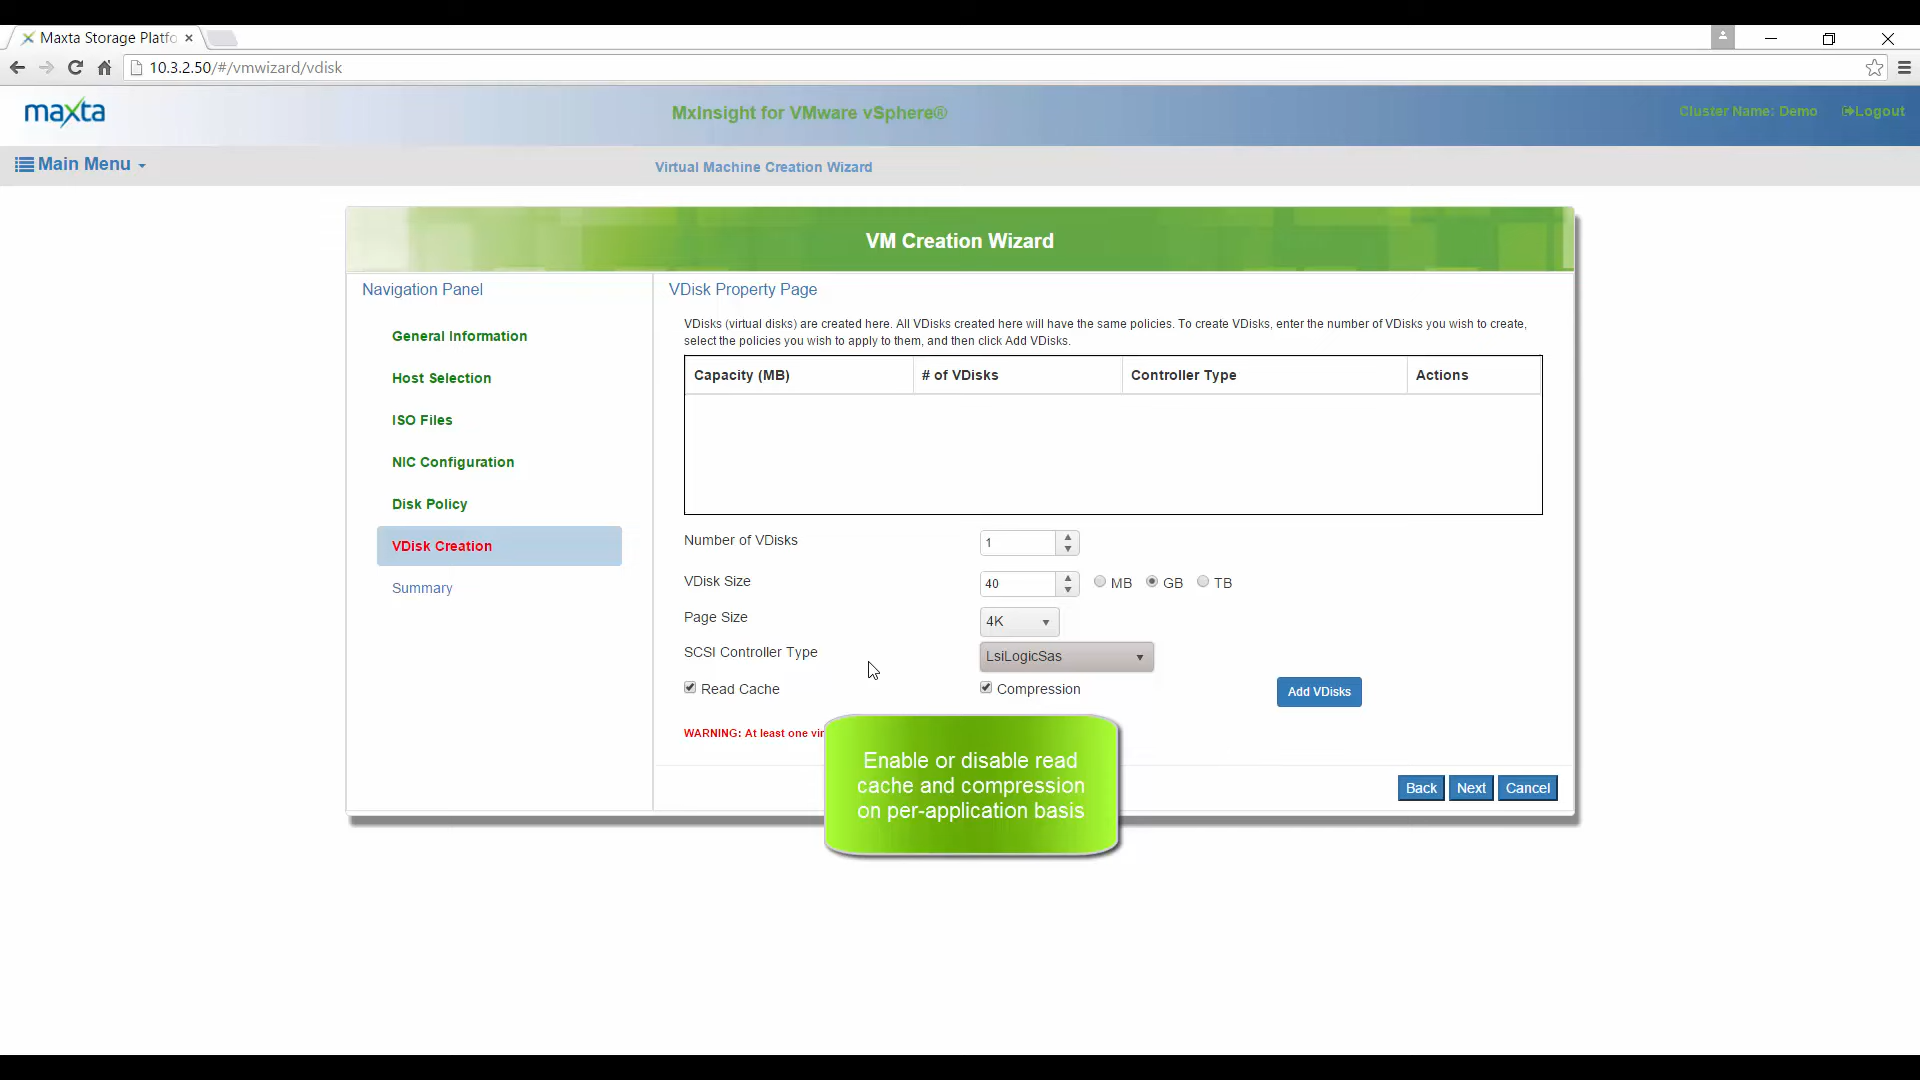 Maxta Storage Platfo
10.3.2.50/#/vmwizard/vdisk
maxta
MxInsight for VMware vSphere®
Cluster Name: Demo
Logout
Main Menu
Virtual Machine Creation Wizard
VM Creation Wizard
Navigation Panel
General Information
Host Selection
ISO Files
NIC Configuration
Disk Policy
VDisk Creation
Summary
VDisk Property Page
VDisks (virtual disks) are created here. All VDisks created here will have the same policies. To create VDisks, enter the number of VDisks you wish to create,
select the policies you wish to apply to them, and then click Add VDisks.
Capacity (MB) # of VDisks Controller Type Actions
Number of VDisks 1
VDisk Size 40 MB GB TB
Page Size 4K
SCSI Controller Type LsiLogicSas
Read Cache Compression Add VDisks
WARNING: At least one vir
Enable or disable read
cache and compression
on per-application basis
Back Next Cancel